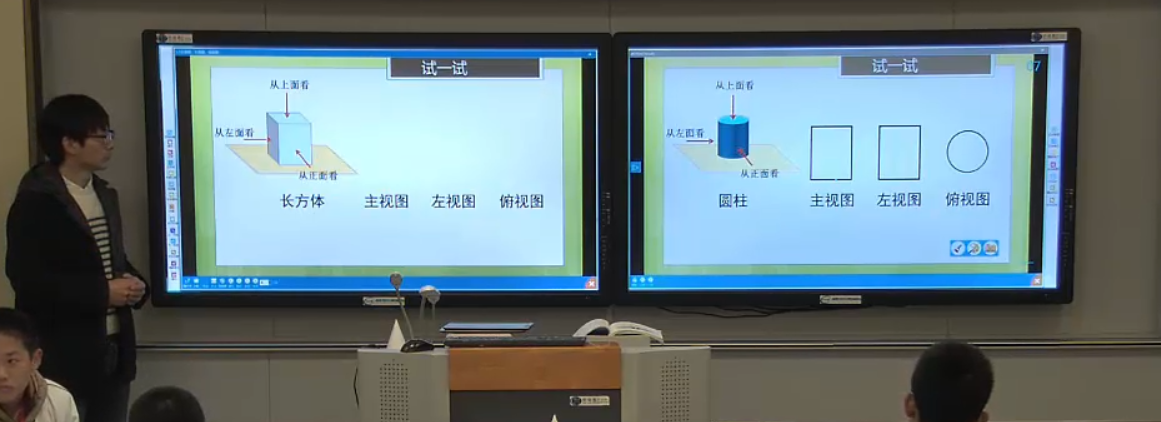 试一试
从上面看
从左面看
从正面看
长方体 主视图 左视图 俯视图
试一试
07
从上面看
从左面看
从正面看
圆柱 主视图 左视图 俯视图